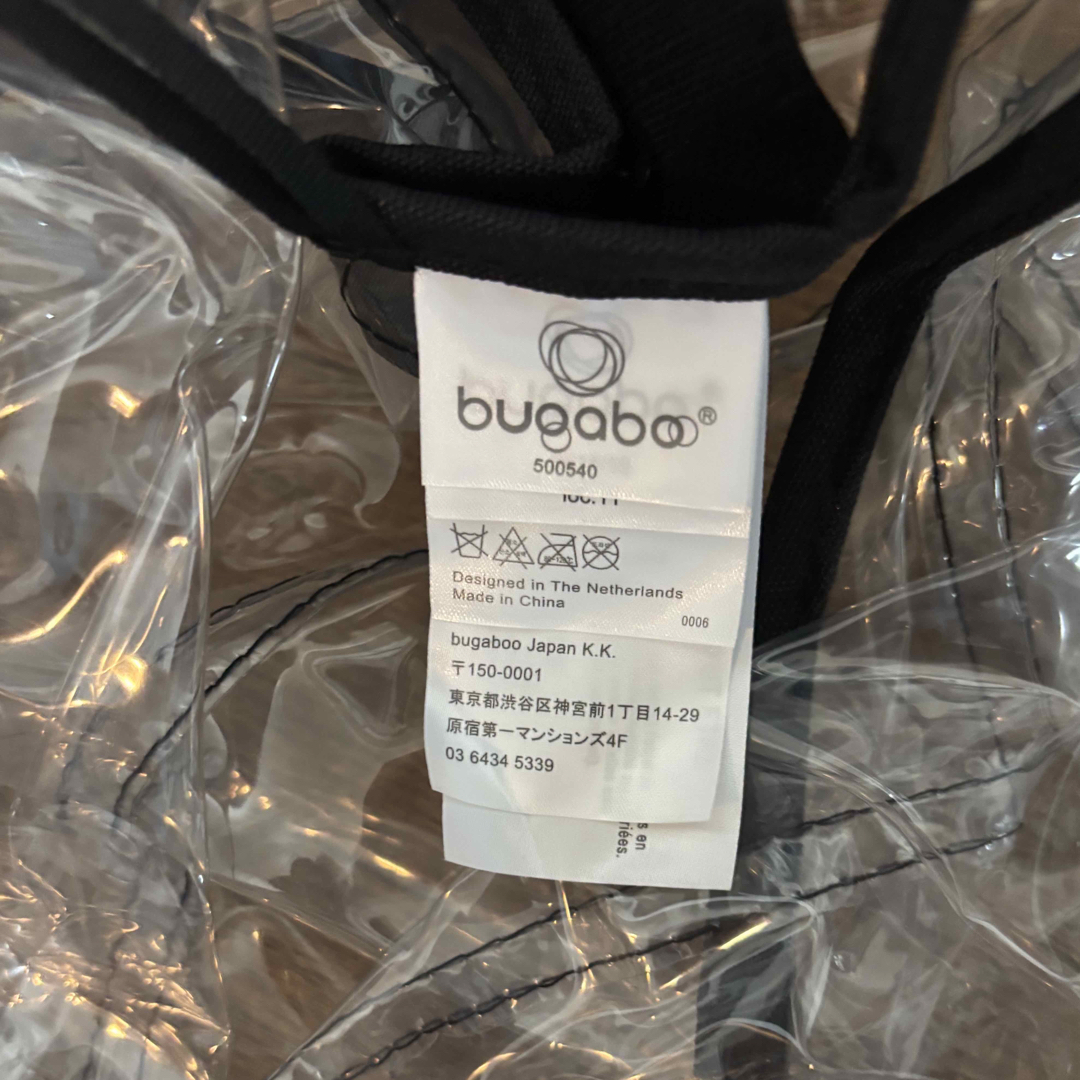 bugaboo®
500540
Designed in The Netherlands
Made in China
0006
bugaboo Japan K.K.
〒150-0001
東京都渋谷区神宮前1丁目14-29
原宿第一マンションズ4F
03 6434 5339
s en
riées.